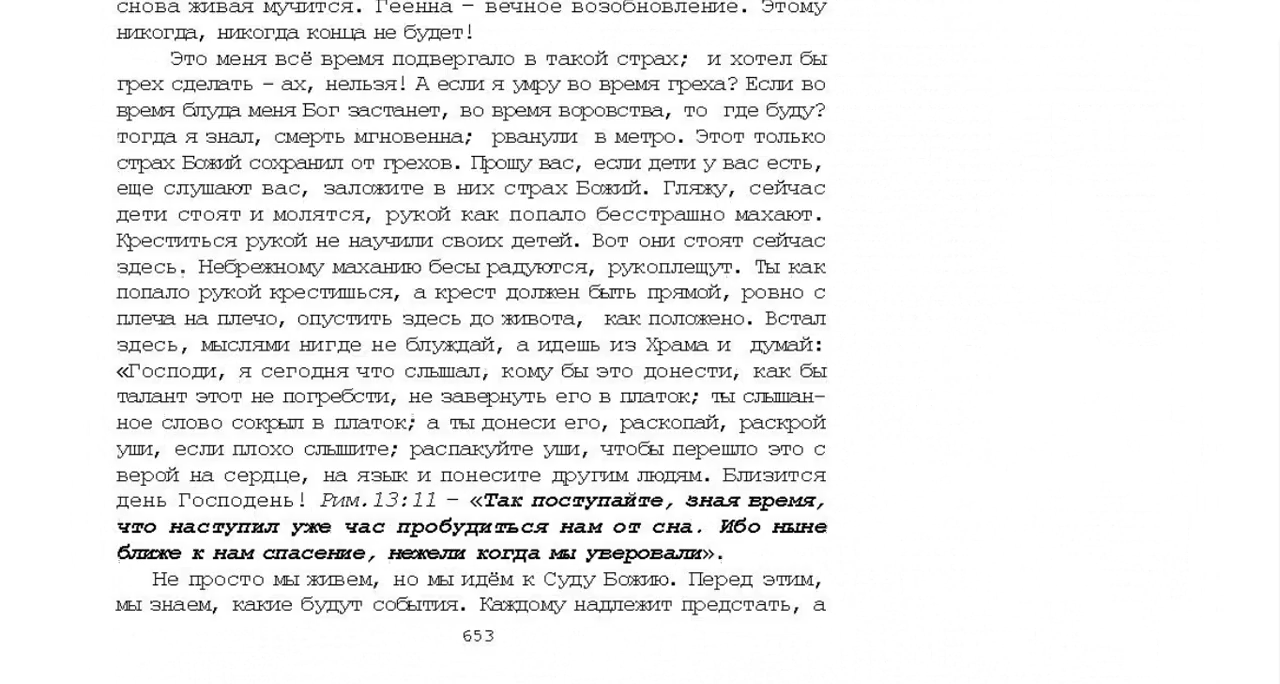 снова живая мучится. Геенна – вечное возобновление. Этому
никогда, никогда конца не будет!
Это меня всё время подвергало в такой страх; и хотел бы
грех сделать – ах, нельзя! А если я умру во время греха? Если во
время блуда меня Бог застанет, во время воровства, то где буду?
тогда я знал, смерть мгновенна; рванули в метро. Этот только
страх Божий сохранил от грехов. Прошу вас, если дети у вас есть,
еще слушают вас, заложите в них страх Божий. Гляжу, сейчас
дети стоят и молятся, рукой как попало бесстрашно махают.
Креститься рукой не научили своих детей. Вот они стоят сейчас
здесь. Небрежному маханию бесы радуются, рукоплещут. Ты как
попало рукой крестишься, а крест должен быть прямой, ровно с
плеча на плечо, опустить здесь до живота, как положено. Встал
здесь, мыслями нигде не блуждай, а идешь из Храма и думай:
«Господи, я сегодня что слышал, кому бы это донести, как бы
талант этот не погребсти, не завернуть его в платок; ты слышан-
ное слово сокрыл в платок; а ты донеси его, раскопай, раскрой
уши, если плохо слышите; распакуйте уши, чтобы перешло это с
верой на сердце, на язык и понесите другим людям. Близится
день Господень! Рим.13:11 – «Так поступайте, зная время,
что наступил уже час пробудиться нам от сна. Ибо ныне
ближе к нам спасение, нежели когда мы уверовали».
Не просто мы живем, но мы идём к Суду Божию. Перед этим,
мы знаем, какие будут события. Каждому надлежит предстать, а
653